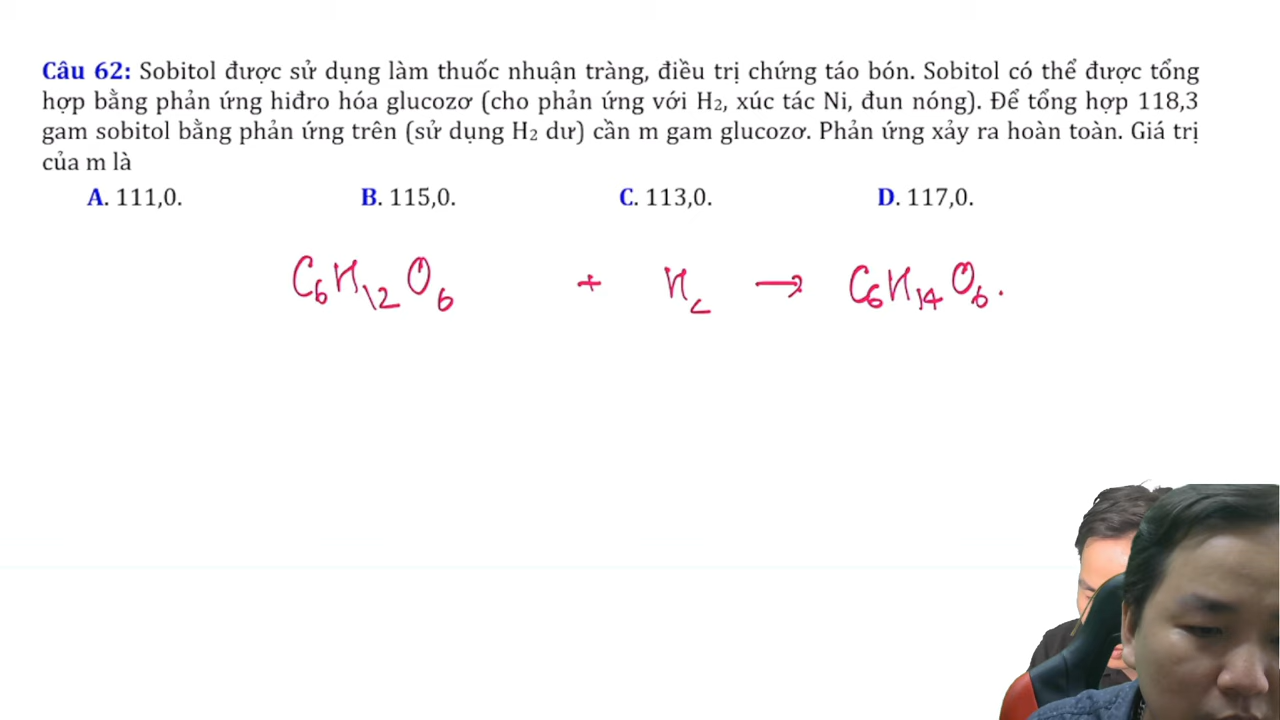 Câu 62: Sobitol được sử dụng làm thuốc nhuận tràng, điều trị chứng táo bón. Sobitol có thể được tổng
hợp bằng phản ứng hiđro hóa glucozơ (cho phản ứng với H₂, xúc tác Ni, đun nóng). Để tổng hợp 118,3
gam sobitol bằng phản ứng trên (sử dụng H₂ dư) cần m gam glucozơ. Phản ứng xảy ra hoàn toàn. Giá trị
của m là
A. 111,0. B. 115,0. C. 113,0. D. 117,0.
C₆H₁₂O₆ + H₂ → C₆H₁₄O₆.